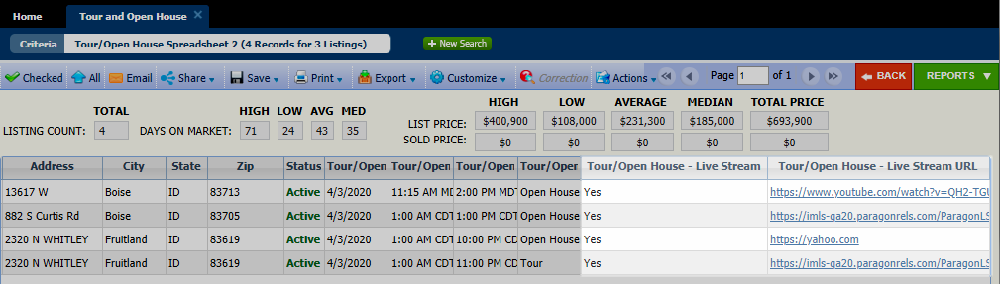 Home Tour and Open House ×
Criteria Tour/Open House Spreadsheet 2 (4 Records for 3 Listings) + New Search
Checked All Email Share Save Print Export Customize Correction Actions Page 1 of 1 BACK REPORTS
TOTAL HIGH LOW AVG MED HIGH LOW AVERAGE MEDIAN TOTAL PRICE
LISTING COUNT: 4 DAYS ON MARKET: 71 24 43 35 LIST PRICE: $400,900 $108,000 $231,300 $185,000 $693,900
SOLD PRICE: $0 $0 $0 $0 $0
Address City State Zip Status Tour/Open Tour/Open Tour/Open Tour/Open Tour/Open House - Live Stream Tour/Open House - Live Stream URL
13617 W Boise ID 83713 Active 4/3/2020 11:15 AM MD 2:00 PM MDT Open House Yes https://www.youtube.com/watch?v=QH2-TGU
882 S Curtis Rd Boise ID 83705 Active 4/3/2020 1:00 AM CDT 1:00 PM CDT Open House Yes https://imls-qa20.paragonrels.com/ParagonLS
2320 N WHITLEY Fruitland ID 83619 Active 4/3/2020 1:00 AM CDT 10:00 PM CD Open House Yes https://yahoo.com
2320 N WHITLEY Fruitland ID 83619 Active 4/3/2020 1:00 AM CDT 11:00 PM CD Tour Yes https://imls-qa20.paragonrels.com/ParagonLS